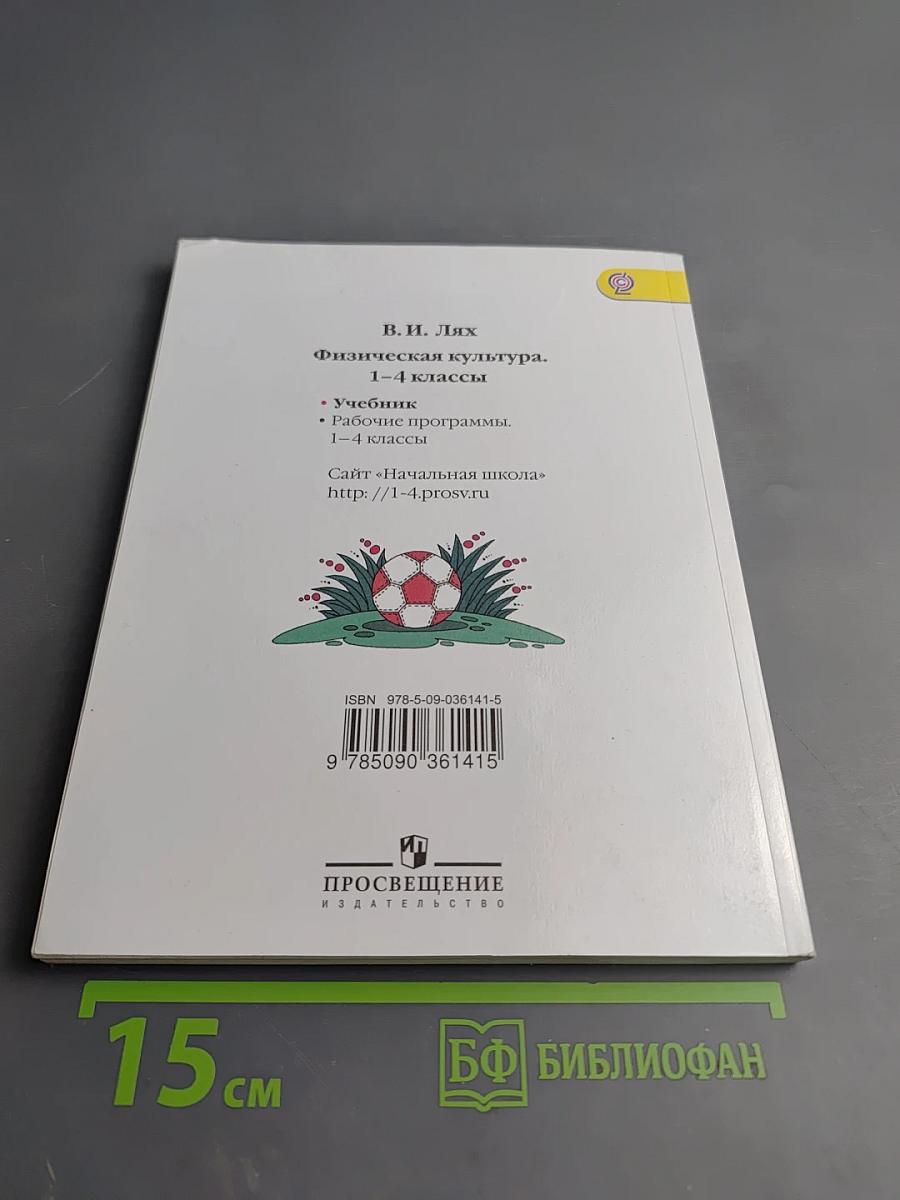 В. И. Лях
Физическая культура.
1–4 классы
• Учебник
• Рабочие программы.
1–4 классы
Сайт «Начальная школа»
http: //1-4.prosv.ru
ISBN 978-5-09-036141-5
9 785090 361415
ПРОСВЕЩЕНИЕ
ИЗДАТЕЛЬСТВО
15 см
БФ БИБЛИОФАН